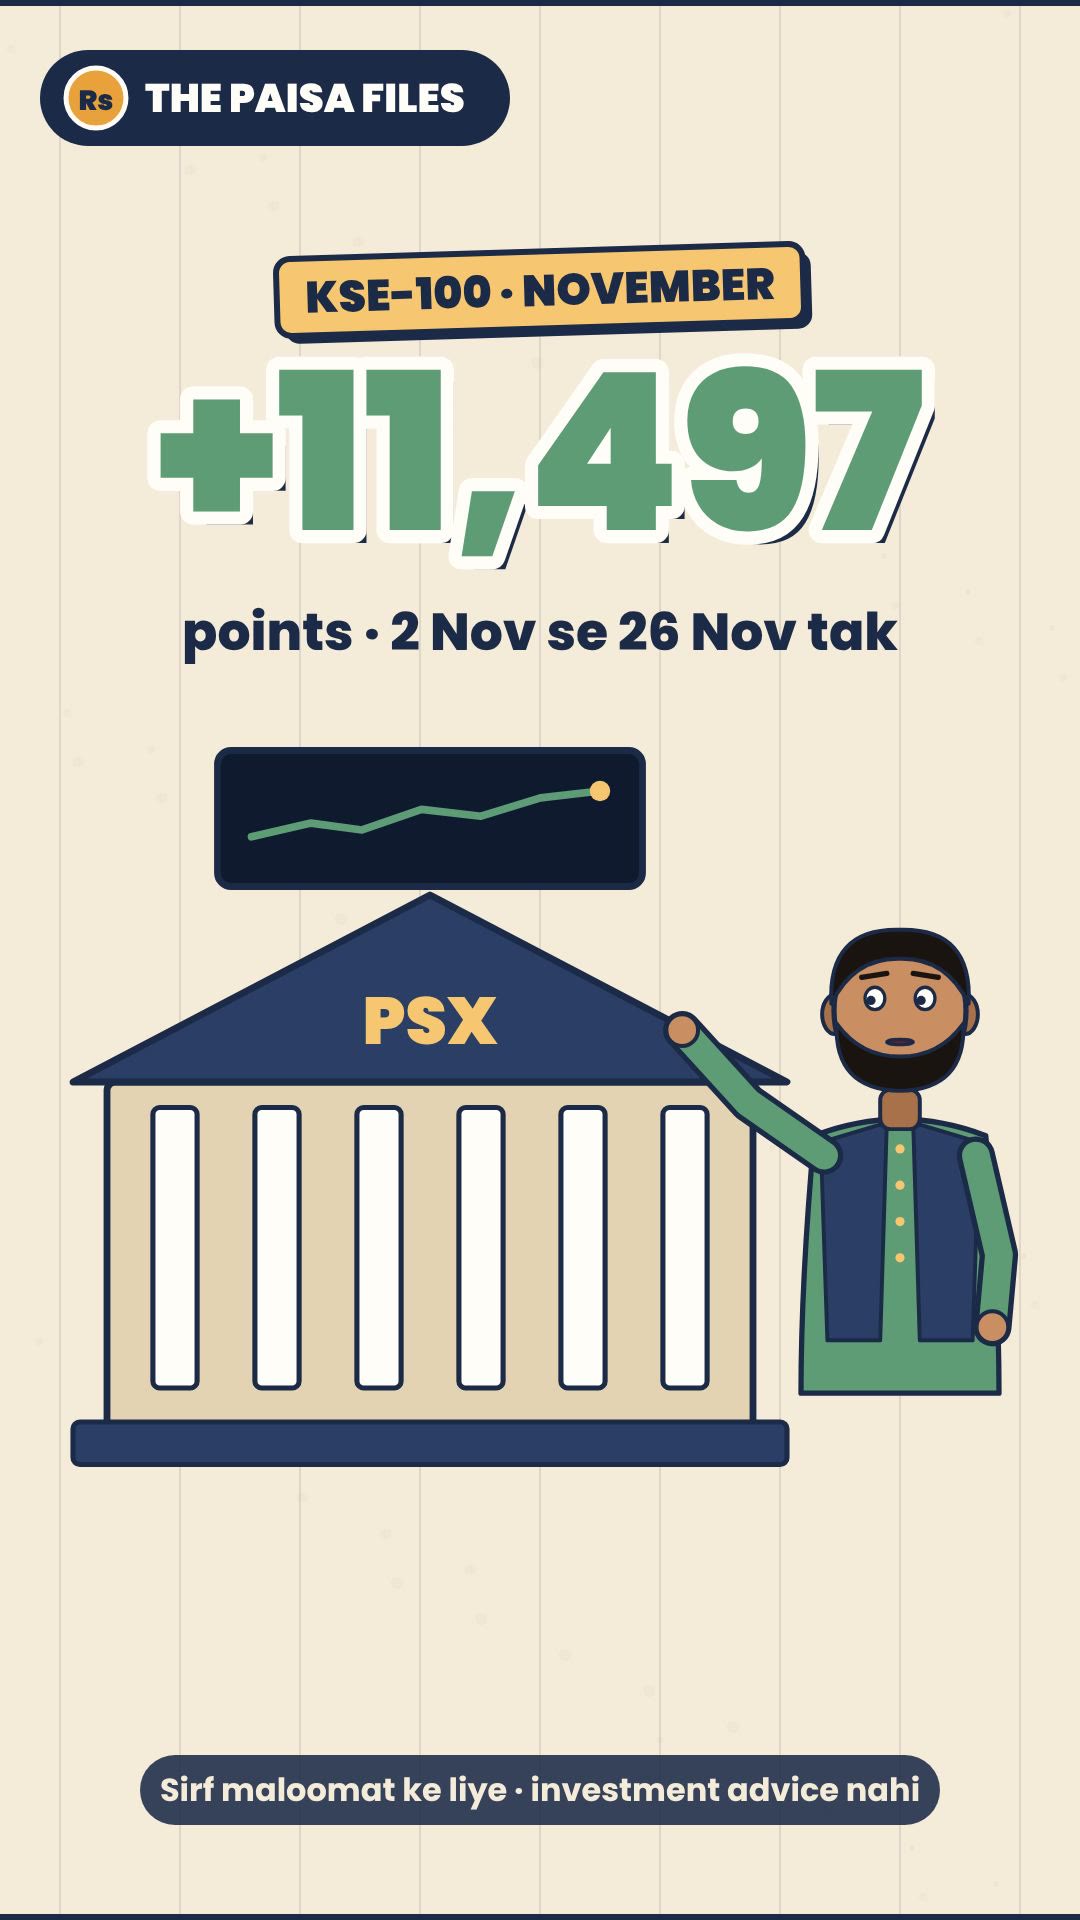 Rs THE PAISA FILES
KSE-100 · NOVEMBER
+11,497
points · 2 Nov se 26 Nov tak
PSX
Sirf maloomat ke liye · investment advice nahi